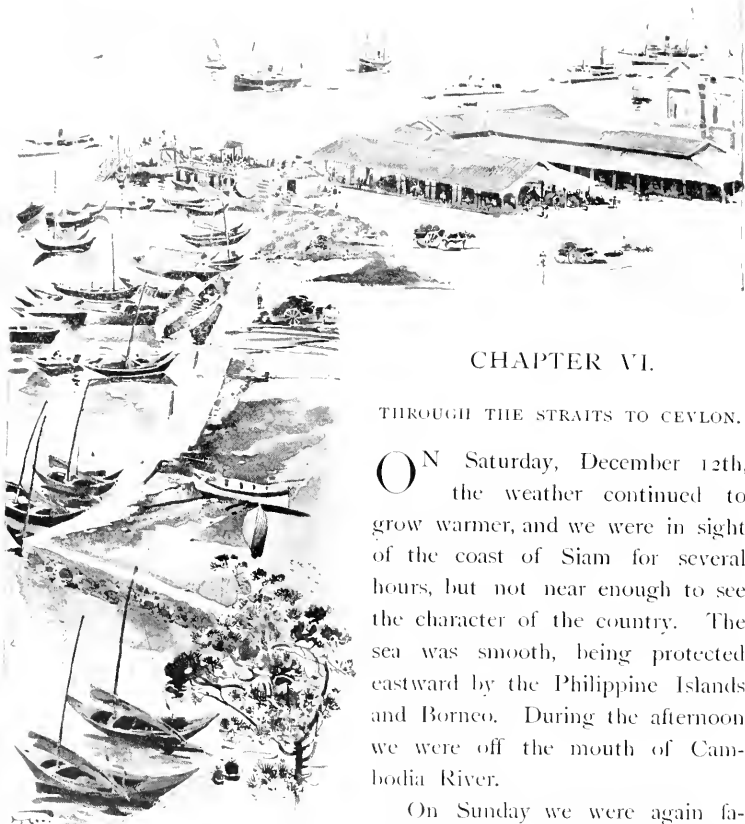 CHAPTER VI.
THROUGH THE STRAITS TO CEYLON.
ON Saturday, December 12th,
the weather continued to
grow warmer, and we were in sight
of the coast of Siam for several
hours, but not near enough to see
the character of the country. The
sea was smooth, being protected
eastward by the Philippine Islands
and Borneo. During the afternoon
we were off the mouth of Cam-
bodia River.
On Sunday we were again fa-